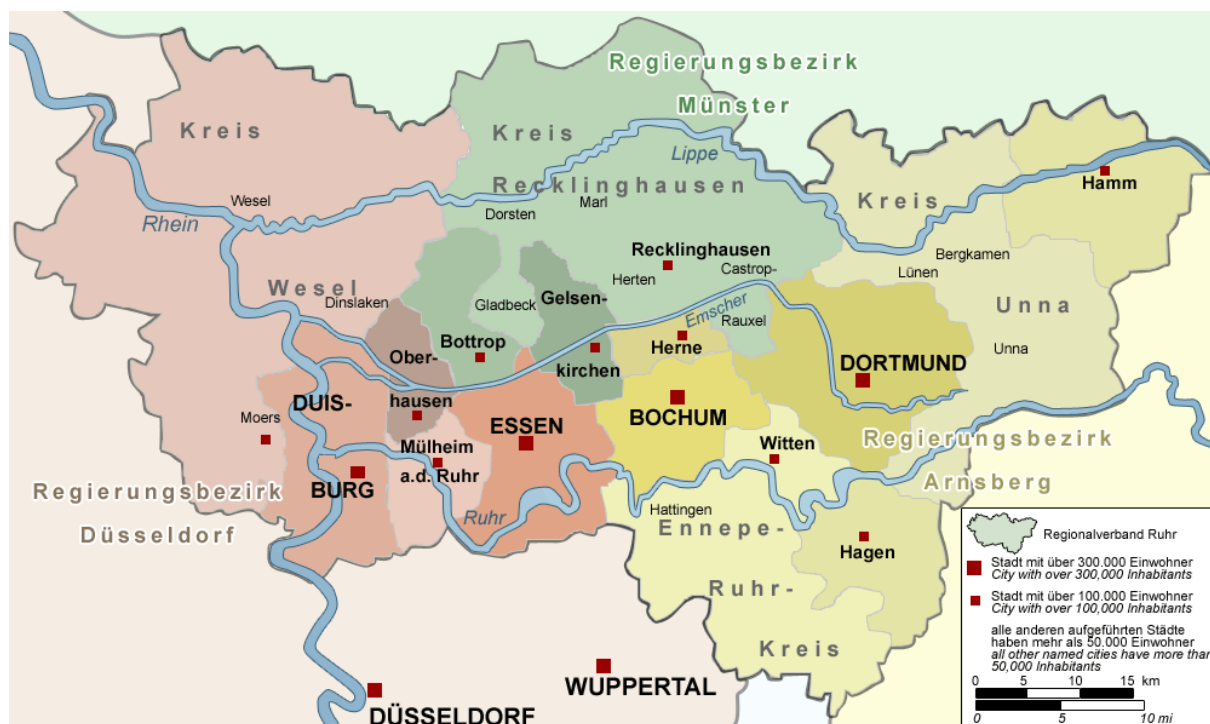 Regierungsbezirk
Münster
Kreis
Kreis
Lippe
Recklinghausen
Kreis
Hamm
Wesel
Dorsten
Marl
Rhein
Recklinghausen
Bergkamen
Herten
Castrop-
Lünen
Wesel
Dinslaken
Gladbeck
Gelsen-
Unna
Emscher
Rauxel
Bottrop
Herne
Unna
Ober-
kirchen
DORTMUND
hausen
DUIS-
Moers
ESSEN
BOCHUM
Mülheim
a.d. Ruhr
Witten
Regierungsbezirk
Arnsberg
BURG
Regierungsbezirk
Düsseldorf
Ruhr
Hattingen
Ennepe-
Hagen
Ruhr-
Kreis
WUPPERTAL
DÜSSELDORF
Regionalverband Ruhr
Stadt mit über 300.000 Einwohner
City with over 300,000 Inhabitants
Stadt mit über 100.000 Einwohner
City with over 100,000 Inhabitants
alle anderen aufgeführten Städte
haben mehr als 50.000 Einwohner
all other named cities have more than
50,000 Inhabitants
0 5 10 15 km
0 5 10 mi